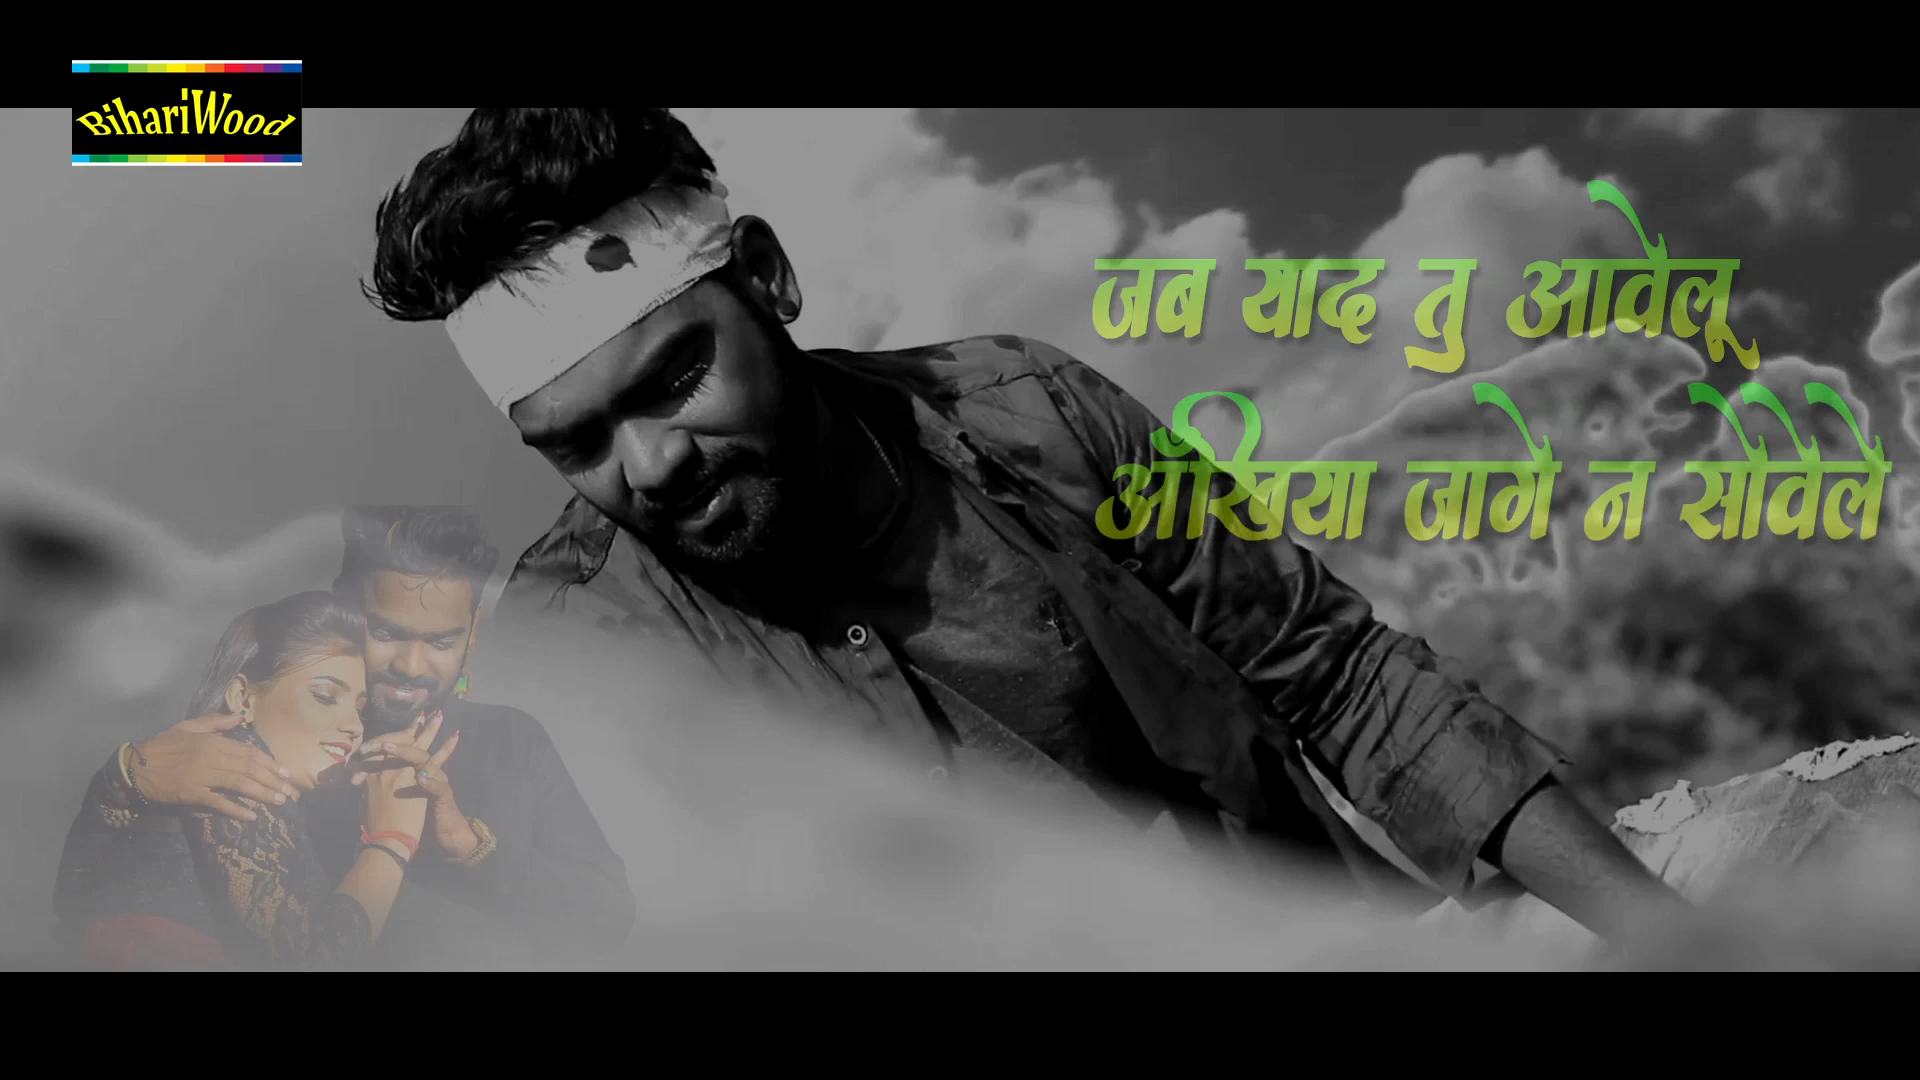 BihariWood
जब याद तु आवेलू
अँखिया जागे न सोवेले